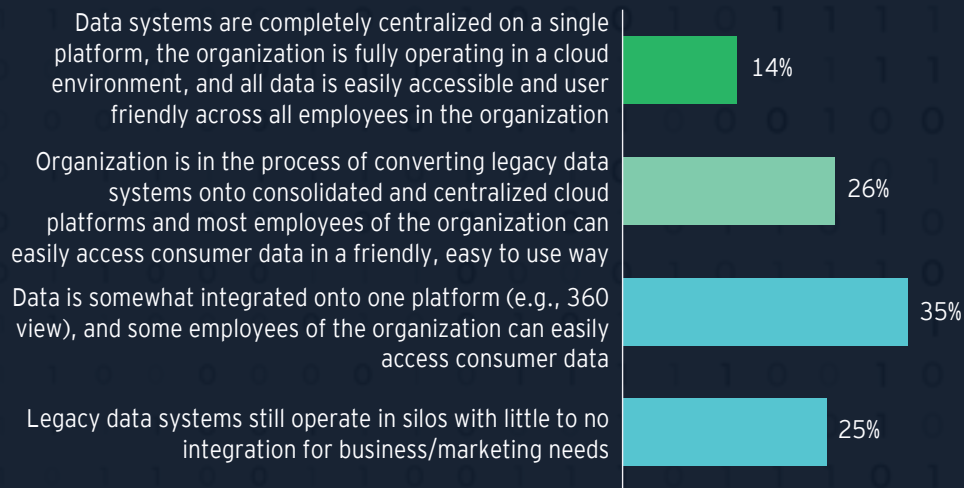 Data systems are completely centralized on a single
platform, the organization is fully operating in a cloud
environment, and all data is easily accessible and user
friendly across all employees in the organization
14%
Organization is in the process of converting legacy data
systems onto consolidated and centralized cloud
platforms and most employees of the organization can
easily access consumer data in a friendly, easy to use way
26%
Data is somewhat integrated onto one platform (e.g., 360
view), and some employees of the organization can easily
access consumer data
35%
Legacy data systems still operate in silos with little to no
integration for business/marketing needs
25%